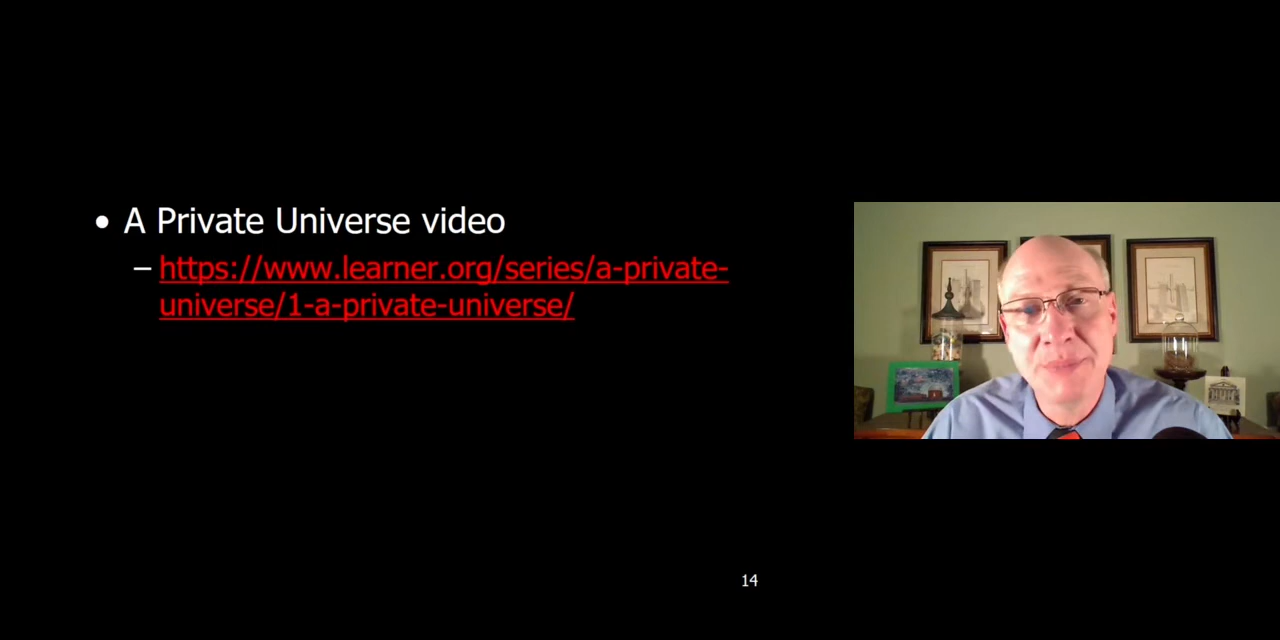 • A Private Universe video
– https://www.learner.org/series/a-private-
universe/1-a-private-universe/
14